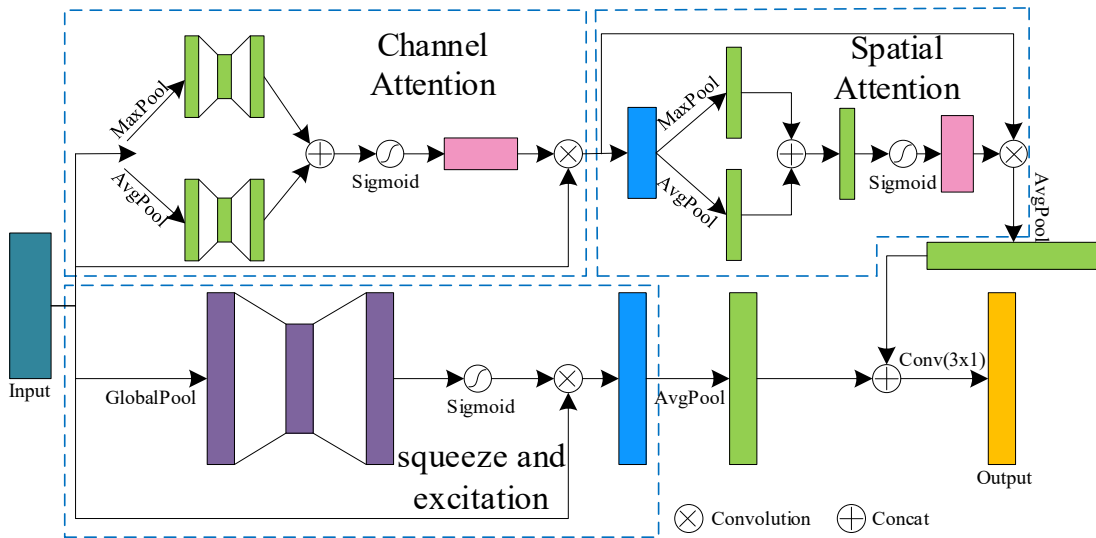 Channel
Attention
MaxPool
AvgPool
Sigmoid
Spatial
Attention
MaxPool
AvgPool
Sigmoid
AvgPool
Input
GlobalPool
Sigmoid
squeeze and
excitation
AvgPool
Conv(3x1)
Output
Convolution
Concat